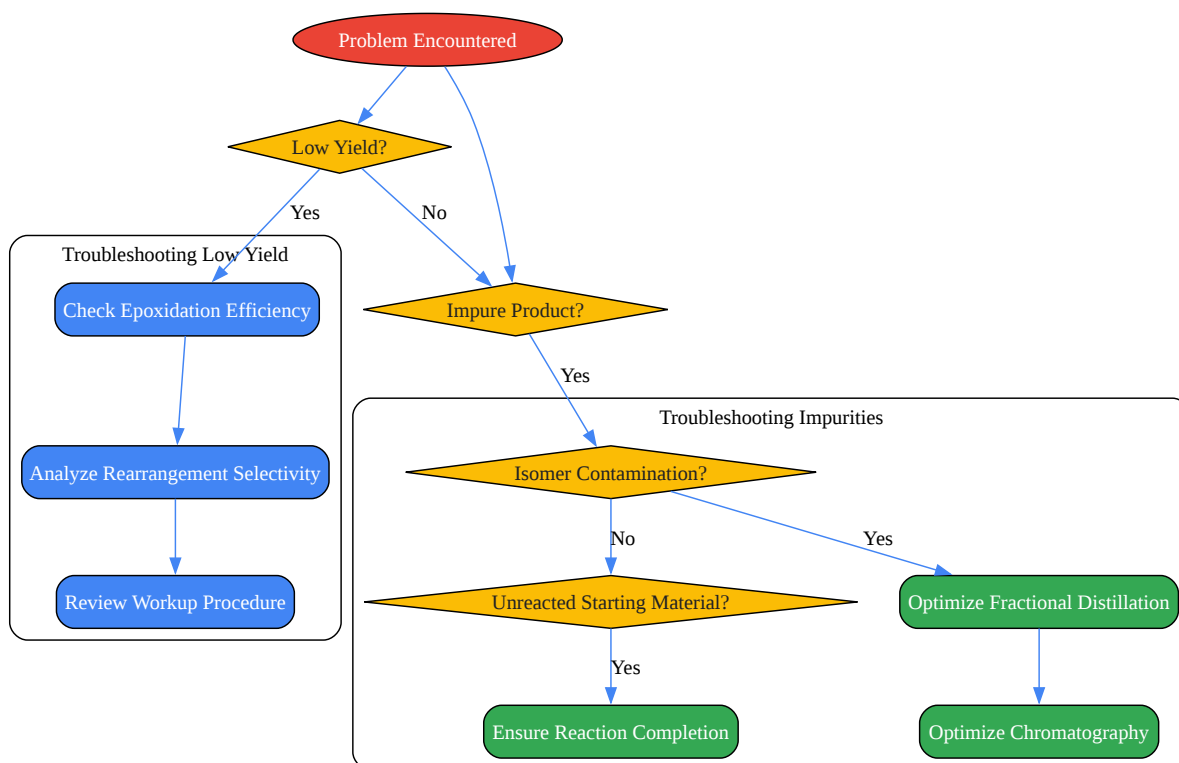 Problem Encountered
Low Yield?
Yes
No
Troubleshooting Low Yield
Check Epoxidation Efficiency
Impure Product?
Yes
Analyze Rearrangement Selectivity
Review Workup Procedure
Troubleshooting Impurities
Isomer Contamination?
No
Yes
Unreacted Starting Material?
Optimize Fractional Distillation
Yes
Ensure Reaction Completion
Optimize Chromatography